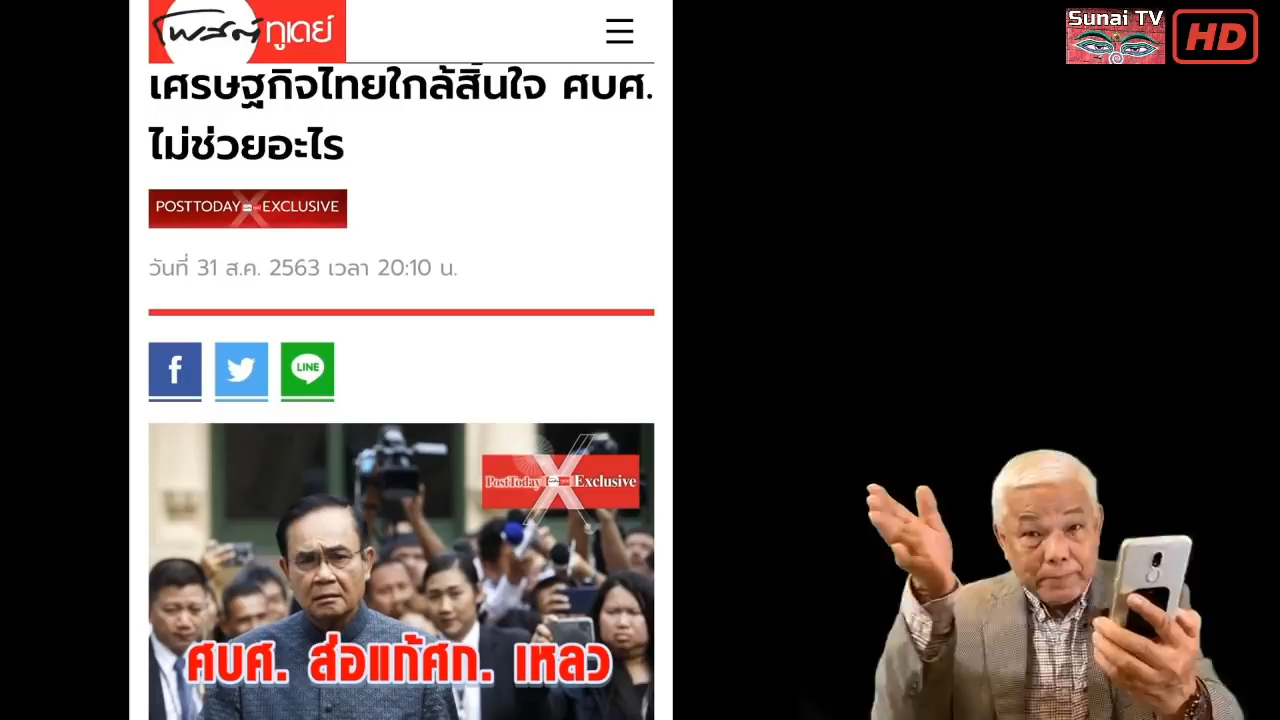 โพสต์ทูเดย์
Sunai TV
HD
เศรษฐกิจไทยใกล้สิ้นใจ ศบศ.
ไม่ช่วยอะไร
POSTTODAY EXCLUSIVE
วันที่ 31 ส.ค. 2563 เวลา 20:10 น.
f
LINE
PostToday Exclusive
ศบศ. ส่อแก้ศก. เหลว